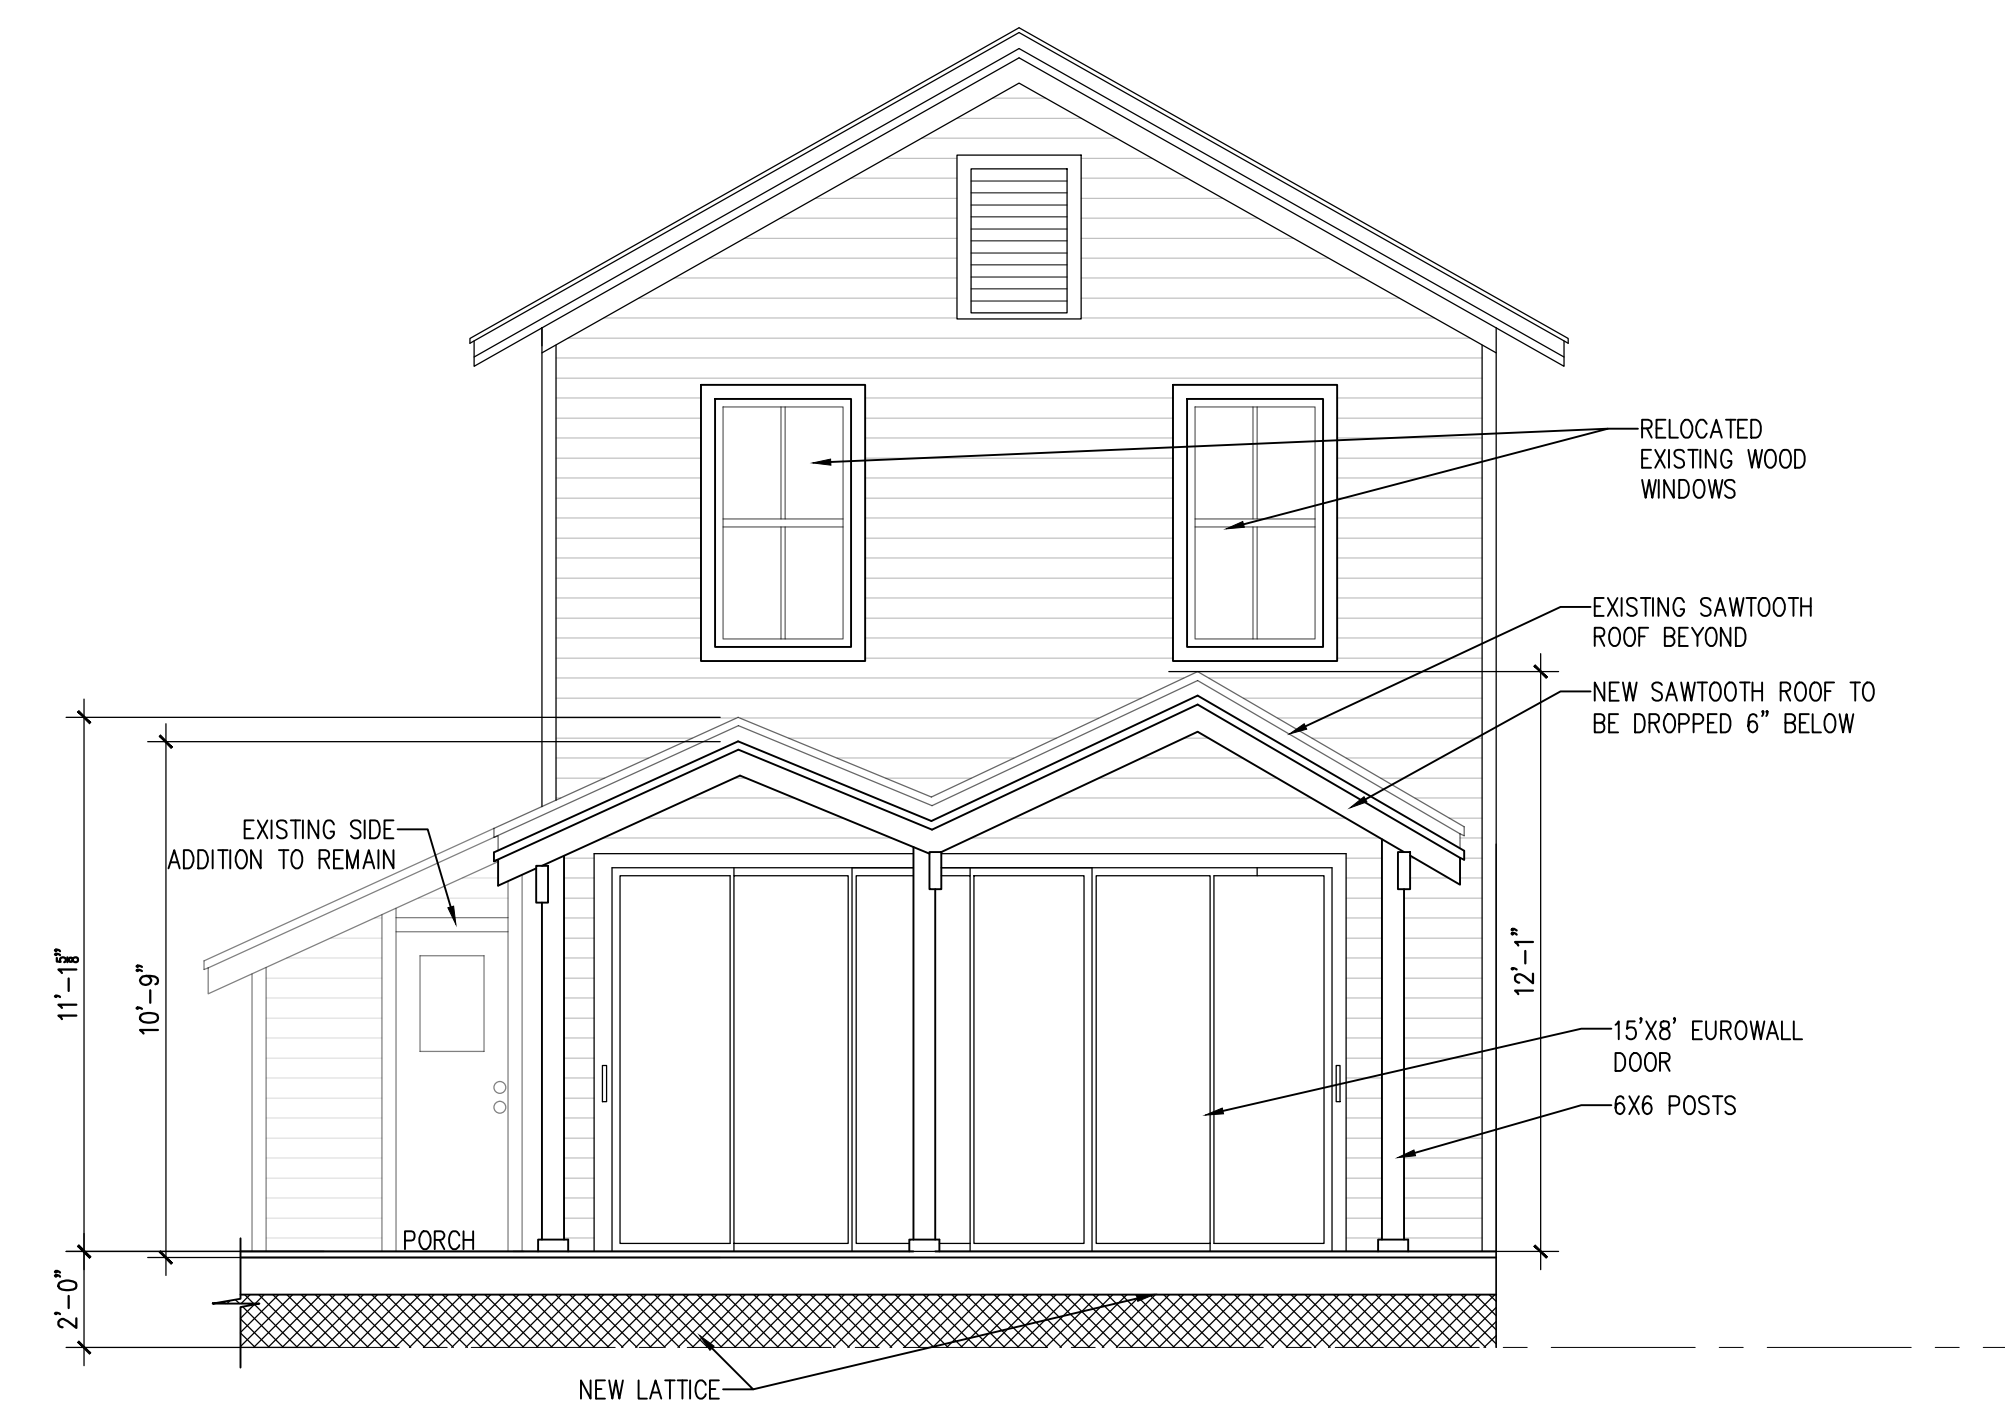 RELOCATED
EXISTING WOOD
WINDOWS
EXISTING SAWTOOTH
ROOF BEYOND
NEW SAWTOOTH ROOF TO
BE DROPPED 6" BELOW
EXISTING SIDE
ADDITION TO REMAIN
11'-1 5/8"
10'-9"
12'-1"
15'X8' EUROWALL
DOOR
6X6 POSTS
PORCH
2'-0"
NEW LATTICE